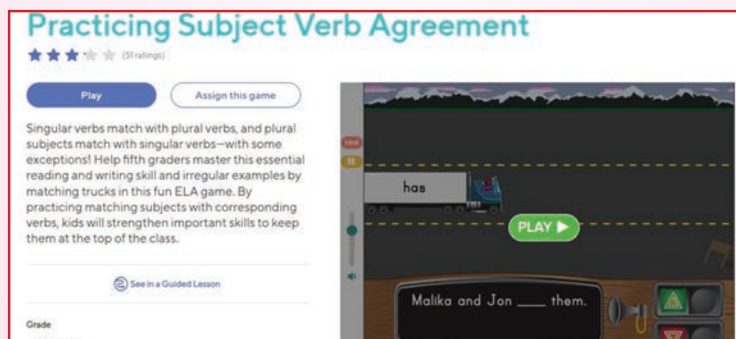 Practicing Subject Verb Agreement
(51 ratings)
Play
Assign this game
Singular verbs match with plural verbs, and plural
subjects match with singular verbs—with some
exceptions! Help fifth graders master this essential
reading and writing skill and irregular examples by
matching trucks in this fun ELA game. By
practicing matching subjects with corresponding
verbs, kids will strengthen important skills to keep
them at the top of the class.
See in a Guided Lesson
Grade
has
PLAY
Malika and Jon ____ them.